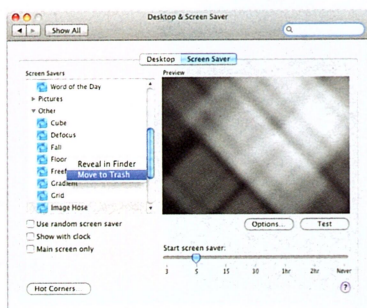 Desktop & Screen Saver
Show All
Desktop Screen Saver
Screen Savers
Preview
Word of the Day
Pictures
Other
Cube
Defocus
Fall
Floor
Reveal in Finder
Move to Trash
Gradient
Grid
Image Hose
Use random screen saver
Show with clock
Main screen only
Options...
Test
Start screen saver:
3 5 15 30 1hr 2hr Never
Hot Corners...
?